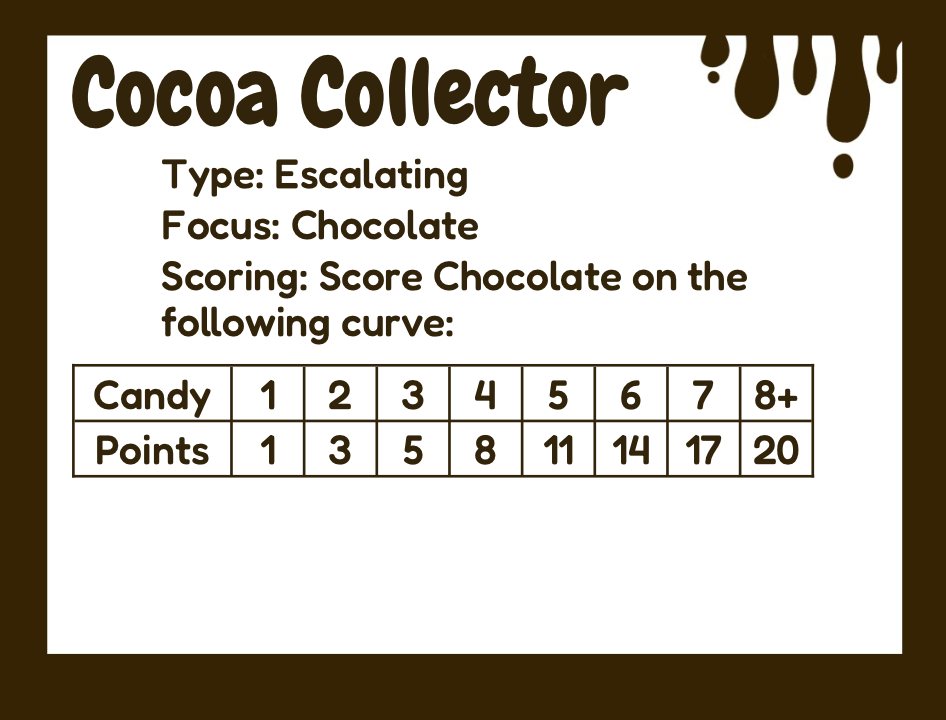 Cocoa Collector
Type: Escalating
Focus: Chocolate
Scoring: Score Chocolate on the
following curve:
Candy 1 2 3 4 5 6 7 8+
Points 1 3 5 8 11 14 17 20